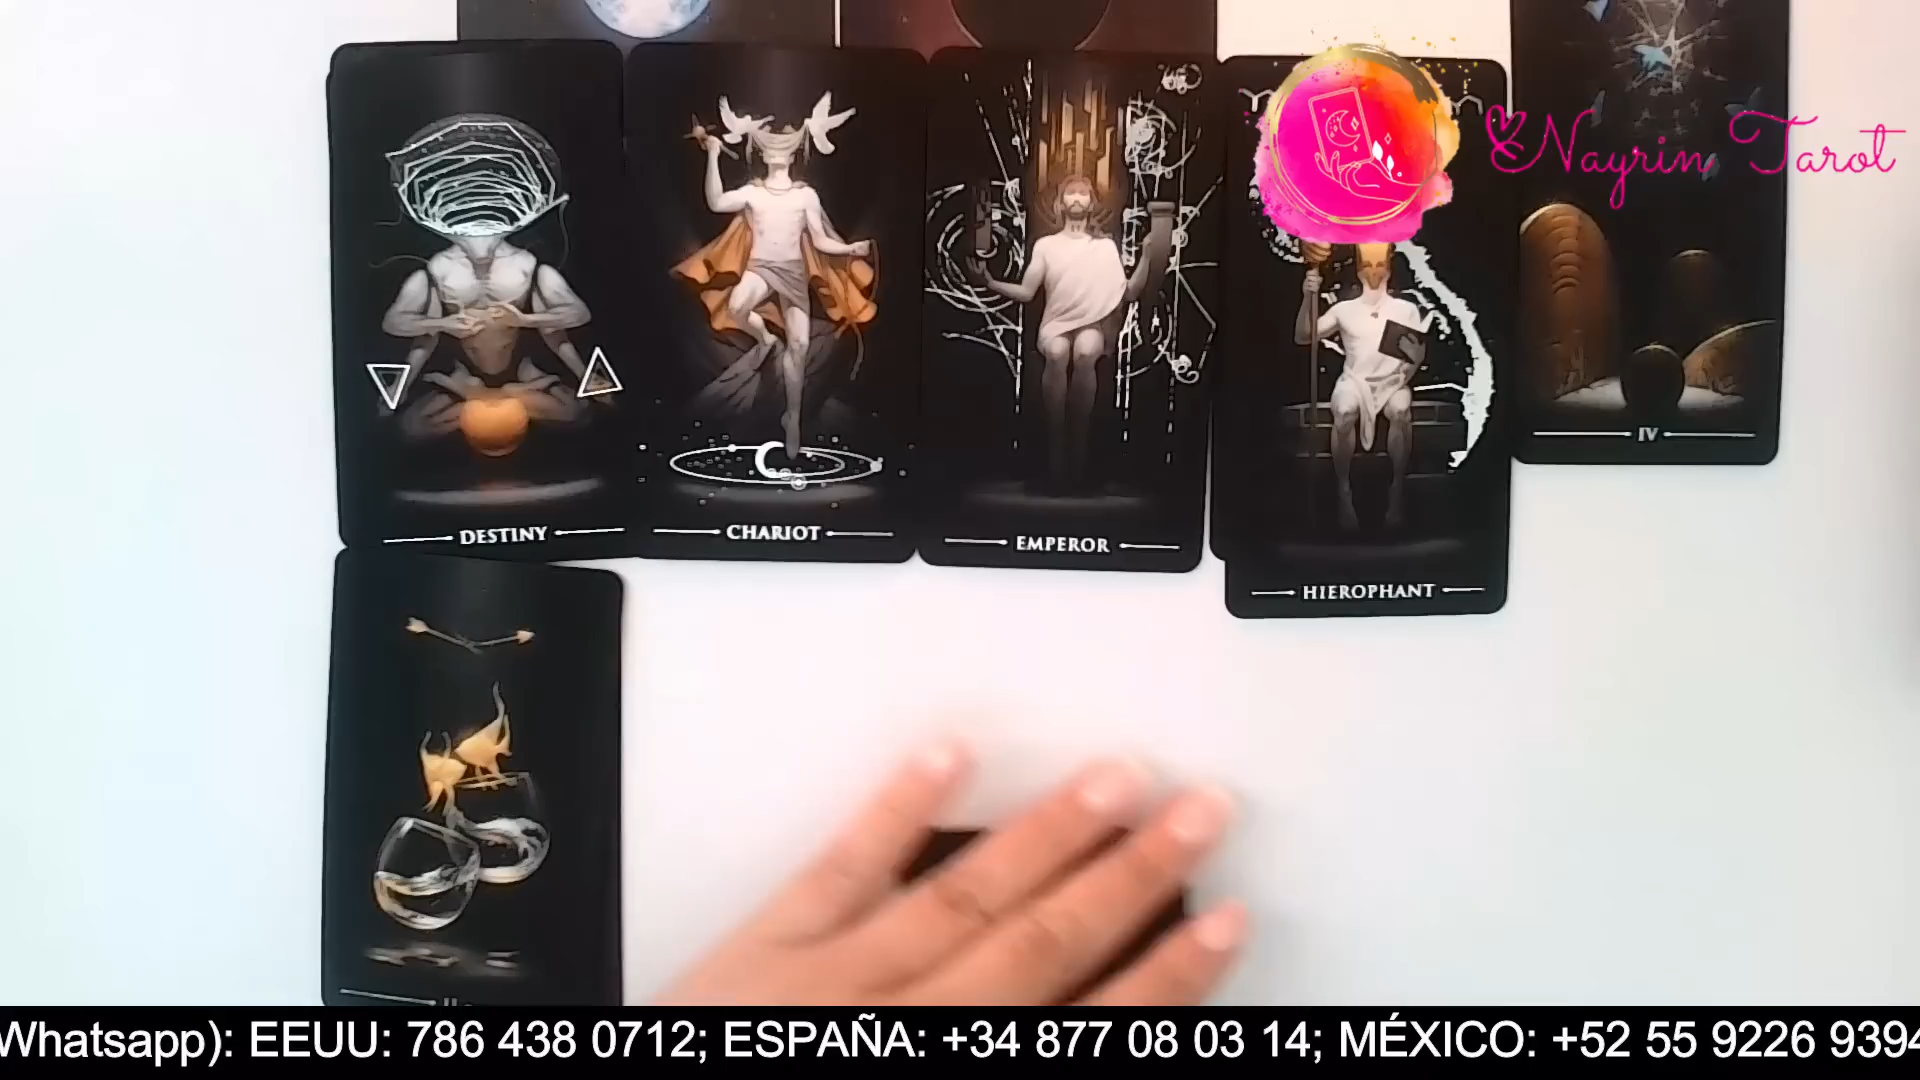 Nayrin Tarot
IV
DESTINY
CHARIOT
EMPEROR
HIEROPHANT
II
Whatsapp): EEUU: 786 438 0712; ESPAÑA: +34 877 08 03 14; MÉXICO: +52 55 9226 9394